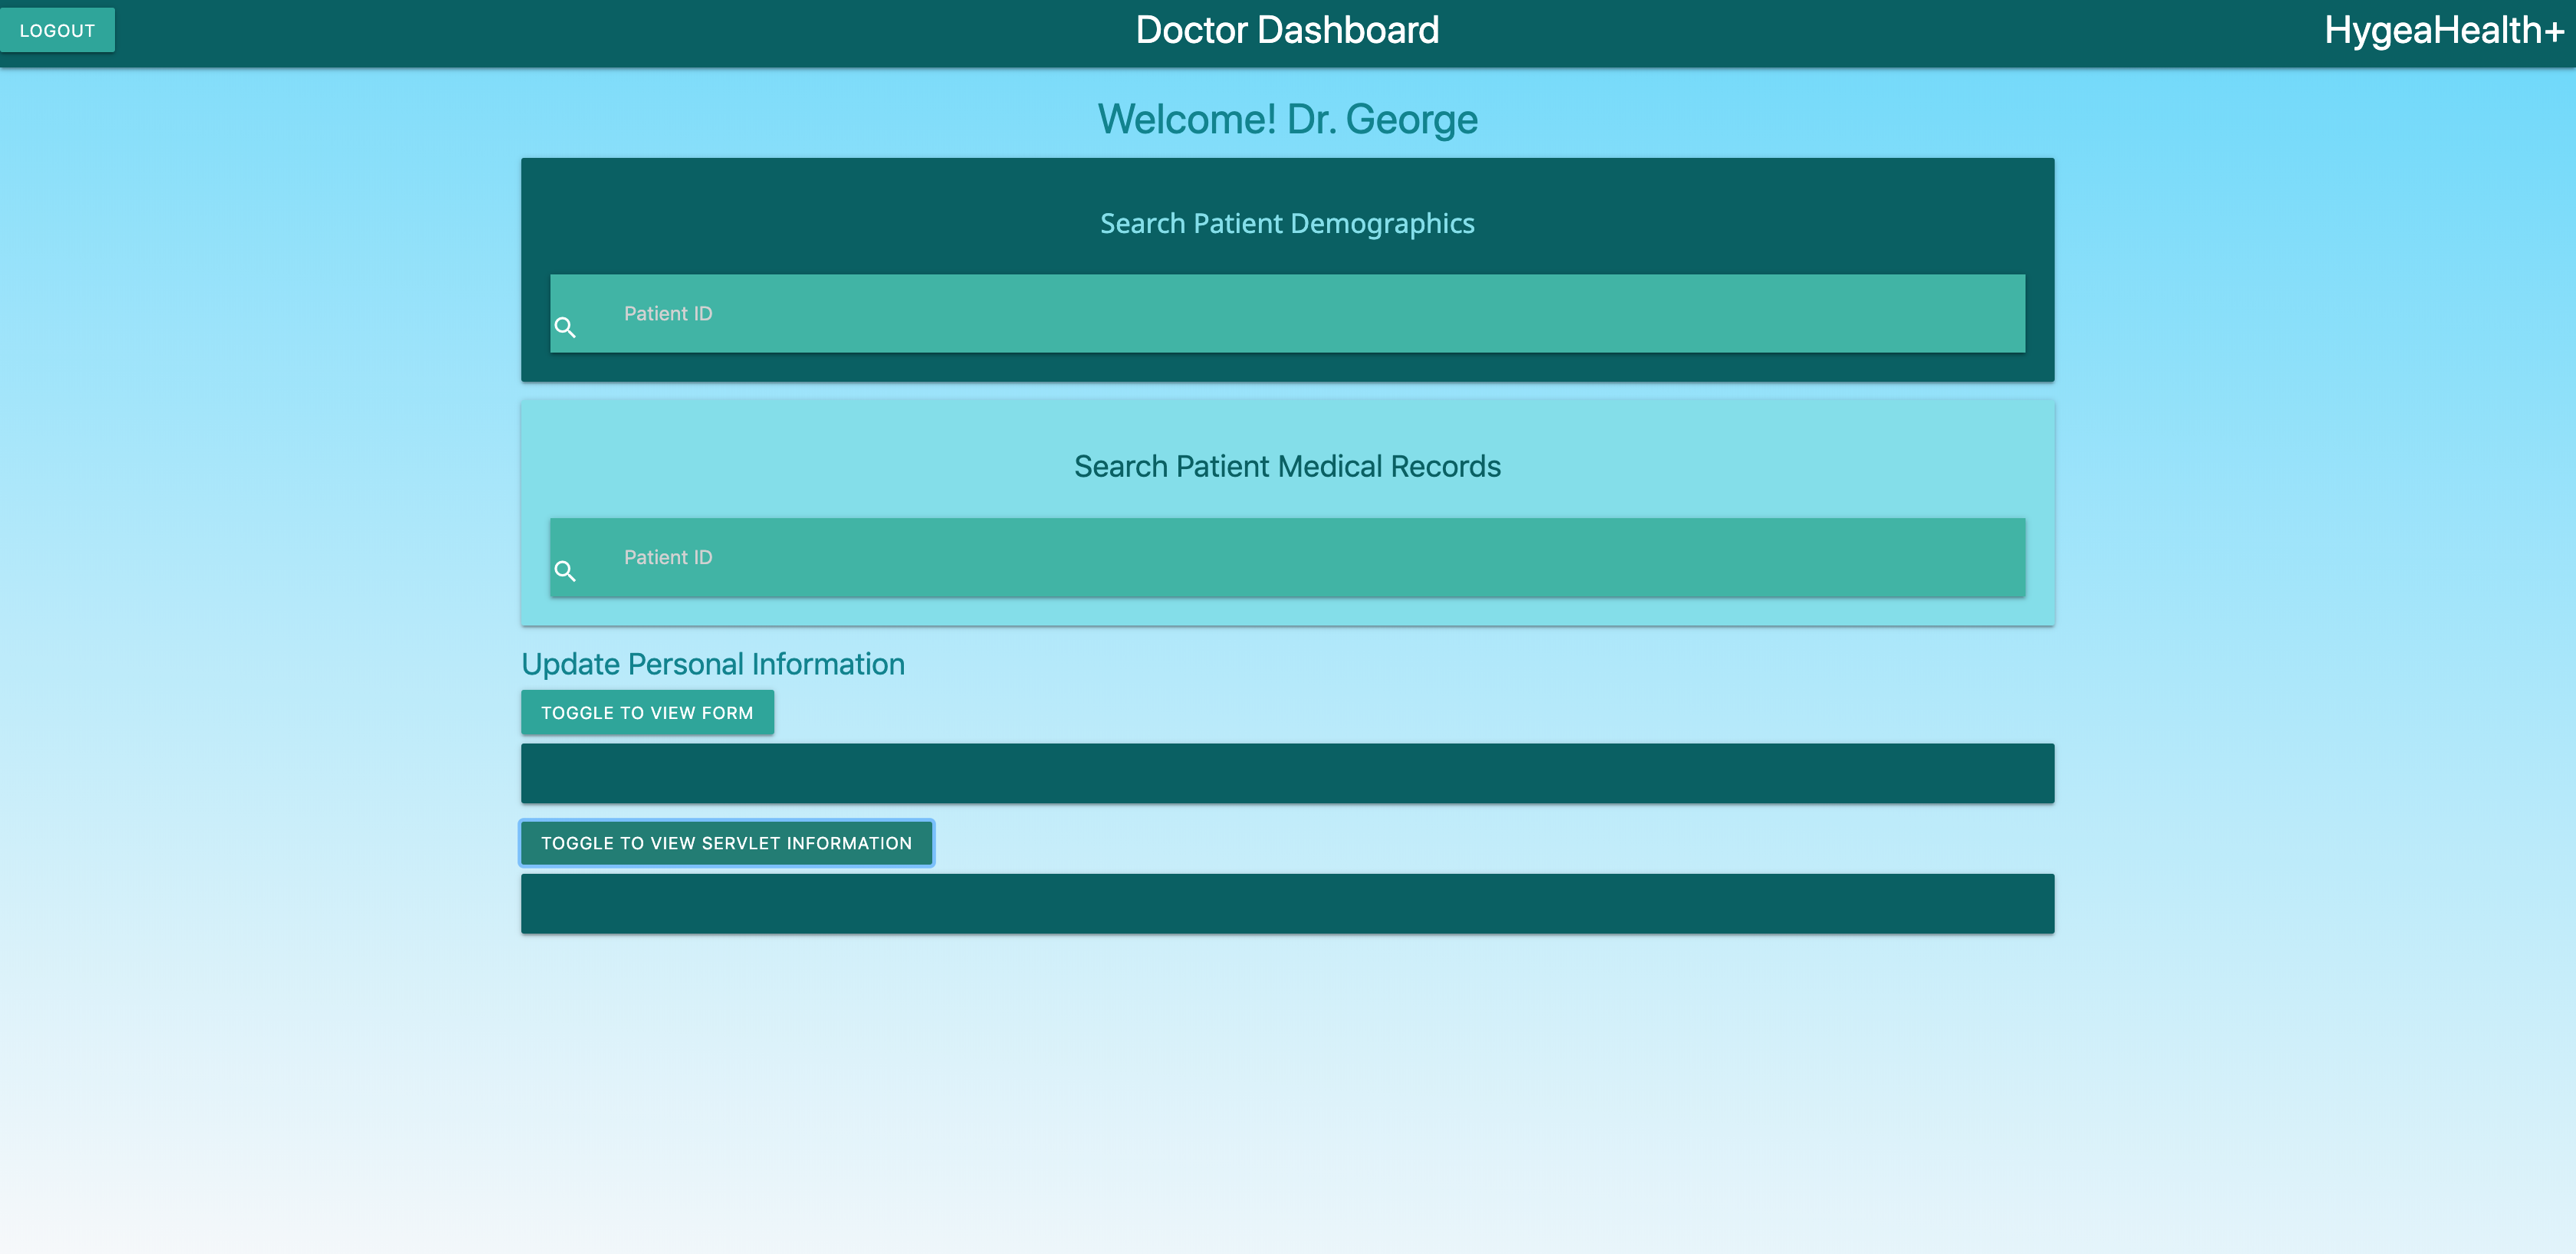 LOGOUT
Doctor Dashboard
HygeaHealth+
Welcome! Dr. George
Search Patient Demographics
Patient ID
Search Patient Medical Records
Patient ID
Update Personal Information
TOGGLE TO VIEW FORM
TOGGLE TO VIEW SERVLET INFORMATION